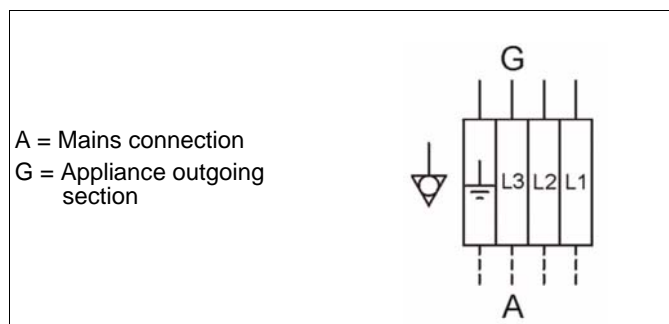 A = Mains connection
G = Appliance outgoing
section
G
L3 L2 L1
A